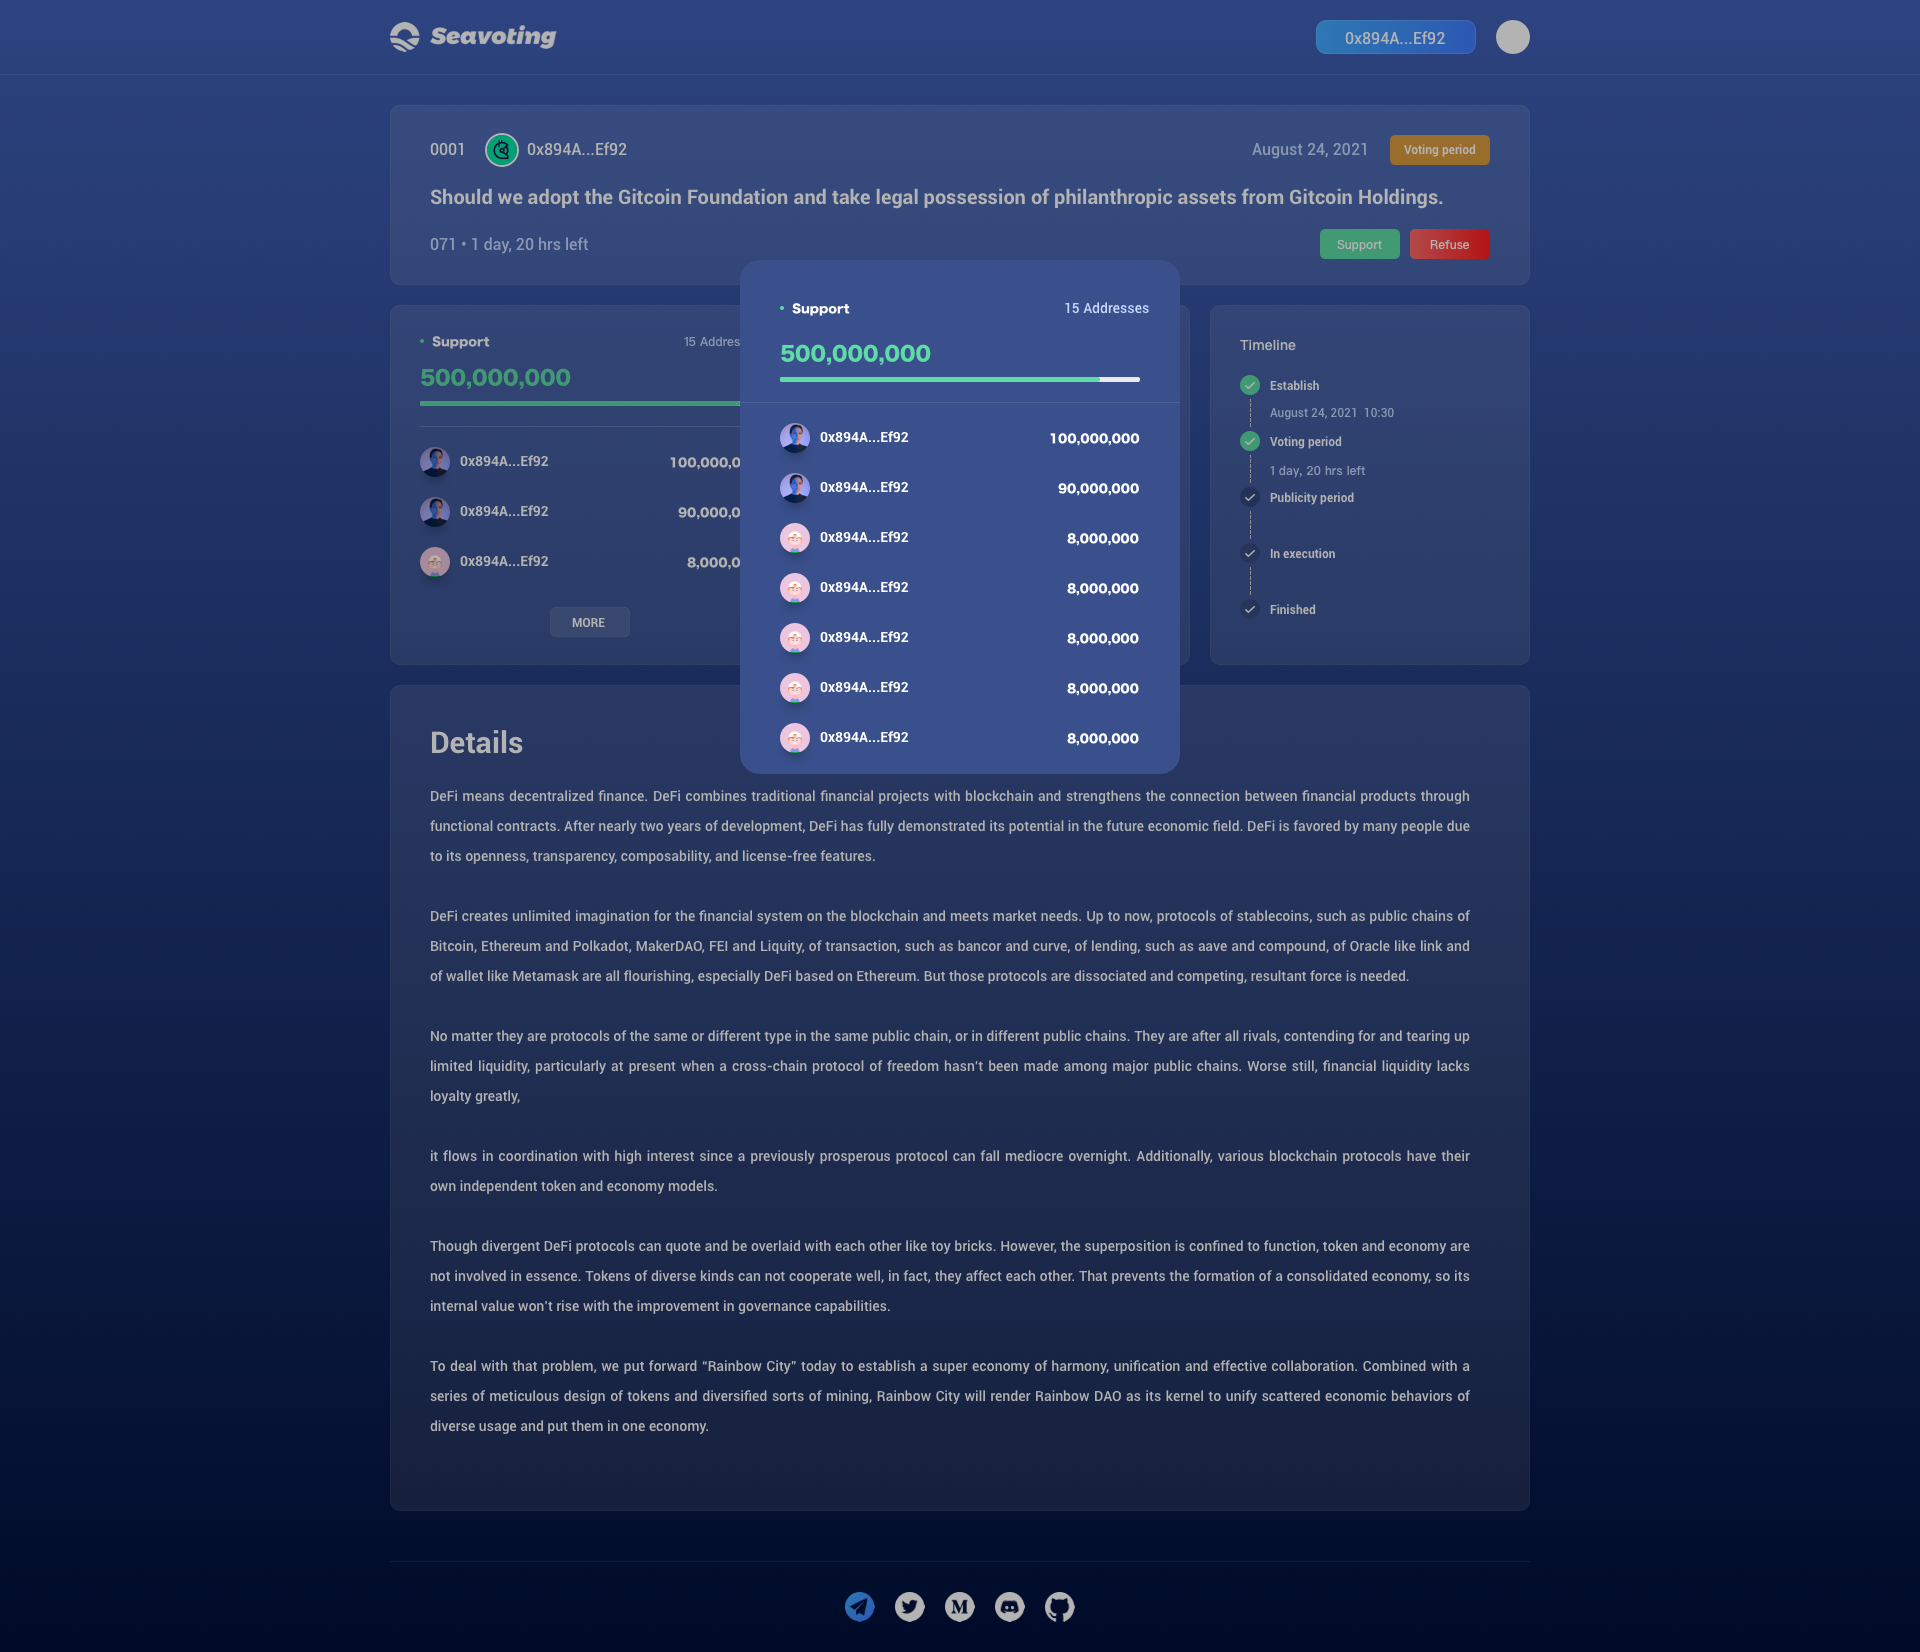 Seavoting
0x894A...Ef92
0001
0x894A...Ef92
August 24, 2021
Voting period
Should we adopt the Gitcoin Foundation and take legal possession of philanthropic assets from Gitcoin Holdings.
071 • 1 day, 20 hrs left
Support
Refuse
Support
15 Addres
500,000,000
0x894A...Ef92
100,000,0
0x894A...Ef92
90,000,0
0x894A...Ef92
8,000,0
MORE
Support
15 Addresses
500,000,000
0x894A...Ef92
100,000,000
0x894A...Ef92
90,000,000
0x894A...Ef92
8,000,000
0x894A...Ef92
8,000,000
0x894A...Ef92
8,000,000
0x894A...Ef92
8,000,000
0x894A...Ef92
8,000,000
Timeline
Establish
August 24, 2021 10:30
Voting period
1 day, 20 hrs left
Publicity period
In execution
Finished
Details
DeFi means decentralized finance. DeFi combines traditional financial projects with blockchain and strengthens the connection between financial products through
functional contracts. After nearly two years of development, DeFi has fully demonstrated its potential in the future economic field. DeFi is favored by many people due
to its openness, transparency, composability, and license-free features.
DeFi creates unlimited imagination for the financial system on the blockchain and meets market needs. Up to now, protocols of stablecoins, such as public chains of
Bitcoin, Ethereum and Polkadot, MakerDAO, FEI and Liquity, of transaction, such as bancor and curve, of lending, such as aave and compound, of Oracle like link and
of wallet like Metamask are all flourishing, especially DeFi based on Ethereum. But those protocols are dissociated and competing, resultant force is needed.
No matter they are protocols of the same or different type in the same public chain, or in different public chains. They are after all rivals, contending for and tearing up
limited liquidity, particularly at present when a cross-chain protocol of freedom hasn't been made among major public chains. Worse still, financial liquidity lacks
loyalty greatly,
it flows in coordination with high interest since a previously prosperous protocol can fall mediocre overnight. Additionally, various blockchain protocols have their
own independent token and economy models.
Though divergent DeFi protocols can quote and be overlaid with each other like toy bricks. However, the superposition is confined to function, token and economy are
not involved in essence. Tokens of diverse kinds can not cooperate well, in fact, they affect each other. That prevents the formation of a consolidated economy, so its
internal value won't rise with the improvement in governance capabilities.
To deal with that problem, we put forward “Rainbow City” today to establish a super economy of harmony, unification and effective collaboration. Combined with a
series of meticulous design of tokens and diversified sorts of mining, Rainbow City will render Rainbow DAO as its kernel to unify scattered economic behaviors of
diverse usage and put them in one economy.